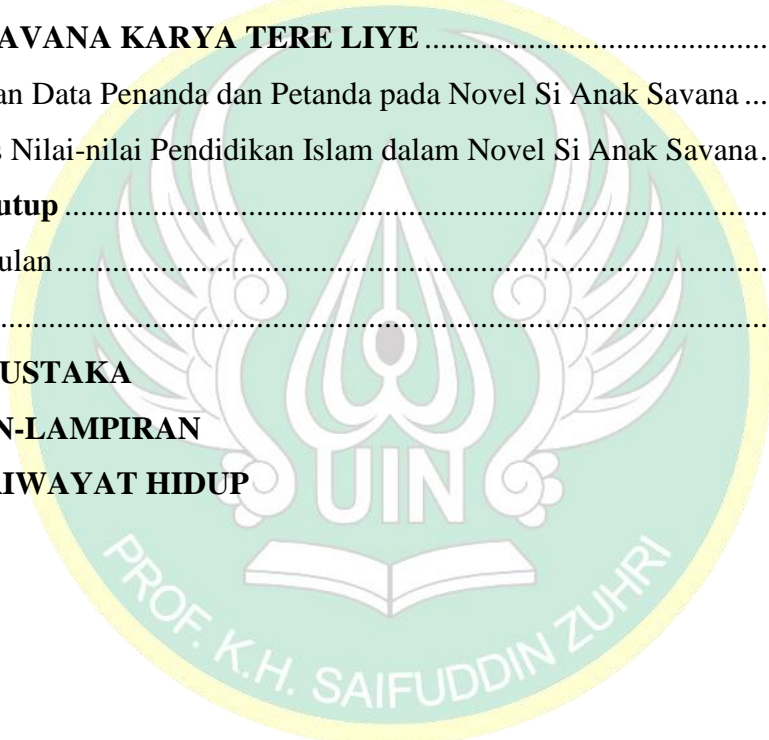 AVANA KARYA TERE LIYE ........................................
an Data Penanda dan Petanda pada Novel Si Anak Savana ...
s Nilai-nilai Pendidikan Islam dalam Novel Si Anak Savana.
utup ........................................................................................
ulan ........................................................................................
................................................................................................
USTAKA
N-LAMPIRAN
RIWAYAT HIDUP
UIN
PROF. K.H. SAIFUDDIN ZUHRI